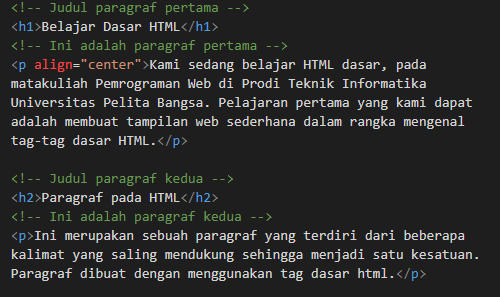 <!-- Judul paragraf pertama -->
<h1>Belajar Dasar HTML</h1>
<!-- Ini adalah paragraf pertama -->
<p align="center">Kami sedang belajar HTML dasar, pada
matakuliah Pemrograman Web di Prodi Teknik Informatika
Universitas Pelita Bangsa. Pelajaran pertama yang kami dapat
adalah membuat tampilan web sederhana dalam rangka mengenal
tag-tag dasar HTML.</p>

<!-- Judul paragraf kedua -->
<h2>Paragraf pada HTML</h2>
<!-- Ini adalah paragraf kedua -->
<p>Ini merupakan sebuah paragraf yang terdiri dari beberapa
kalimat yang saling mendukung sehingga menjadi satu kesatuan.
Paragraf dibuat dengan menggunakan tag dasar html.</p>